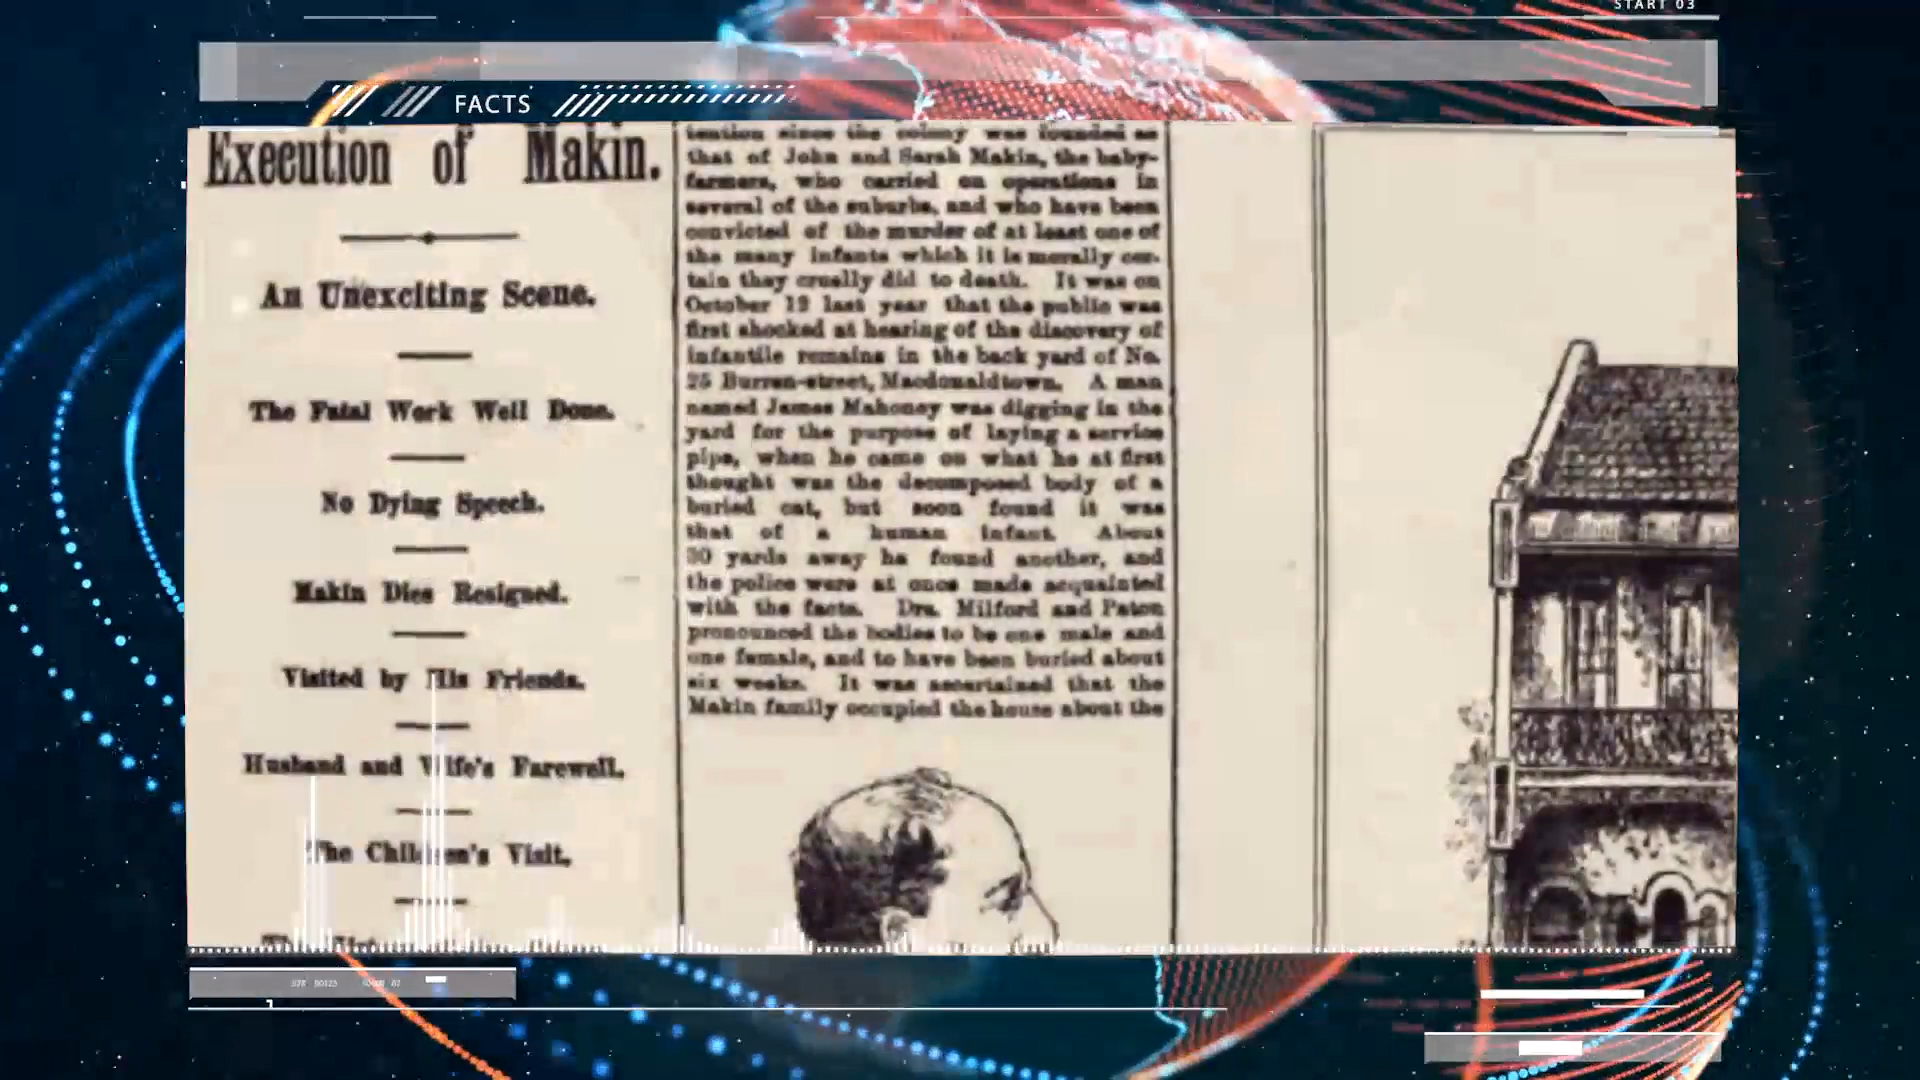 START 03
FACTS
Execution of Makin.
An Unexciting Scene.
The Fatal Work Well Done.
No Dying Speech.
Makin Dies Resigned.
Visited by His Friends.
Husband and Wife's Farewell.
The Children's Visit.
tention since the colony was founded as
that of John and Sarah Makin, the baby-
farmers, who carried on operations in
several of the suburbs, and who have been
convicted of the murder of at least one of
the many infants which it is morally cer-
tain they cruelly did to death. It was on
October 12 last year that the public was
first shocked at hearing of the discovery of
infantile remains in the back yard of No.
25 Burren-street, Macdonaldtown. A man
named James Mahoney was digging in the
yard for the purpose of laying a service
pipe, when he came on what he at first
thought was the decomposed body of a
buried cat, but soon found it was
that of a human infant. About
30 yards away he found another, and
the police were at once made acquainted
with the facts. Drs. Milford and Paton
pronounced the bodies to be one male and
one female, and to have been buried about
six weeks. It was ascertained that the
Makin family occupied the house about the